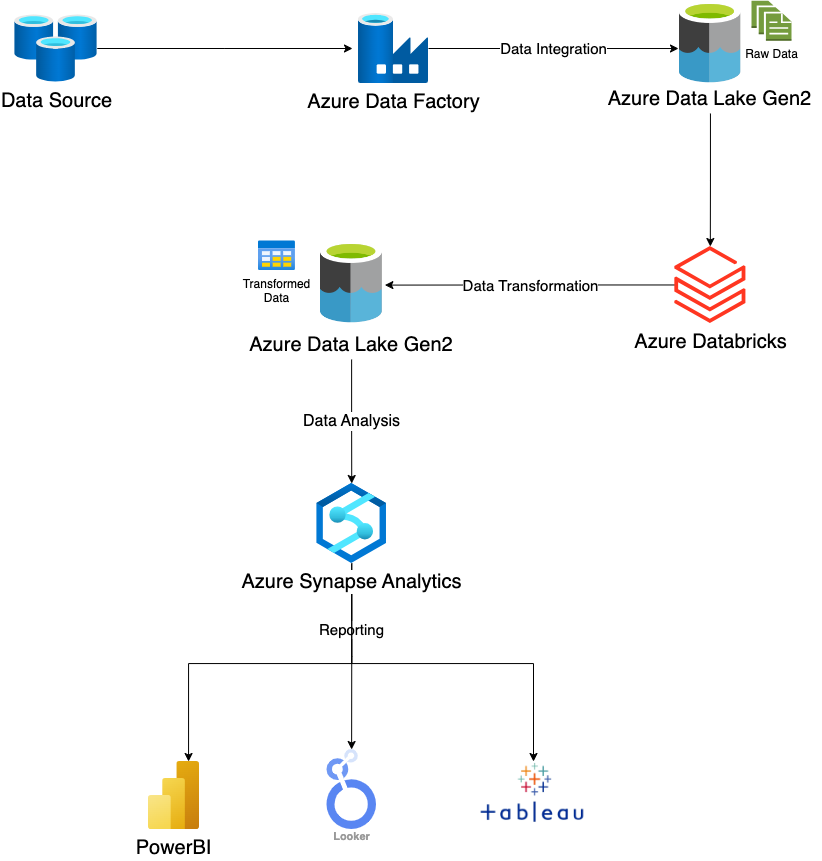 Data Source
Azure Data Factory
Data Integration
Azure Data Lake Gen2
Raw Data
Transformed
Data
Azure Data Lake Gen2
Data Transformation
Azure Databricks
Data Analysis
Azure Synapse Analytics
Reporting
PowerBI
Looker
+ableau